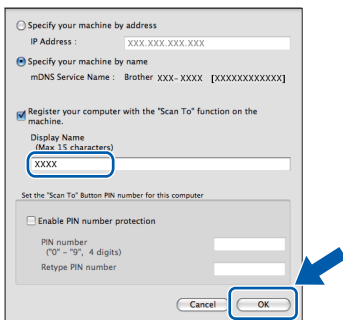 Specify your machine by address
IP Address : XXX.XXX.XXX.XXX
Specify your machine by name
mDNS Service Name : Brother XXX-XXXX [XXXXXXXXXXXX]
Register your computer with the "Scan To" function on the
machine.
Display Name
(Max 15 characters)
XXXX
Set the "Scan To" Button PIN number for this computer
Enable PIN number protection
PIN number
("0" – "9", 4 digits)
Retype PIN number
Cancel OK